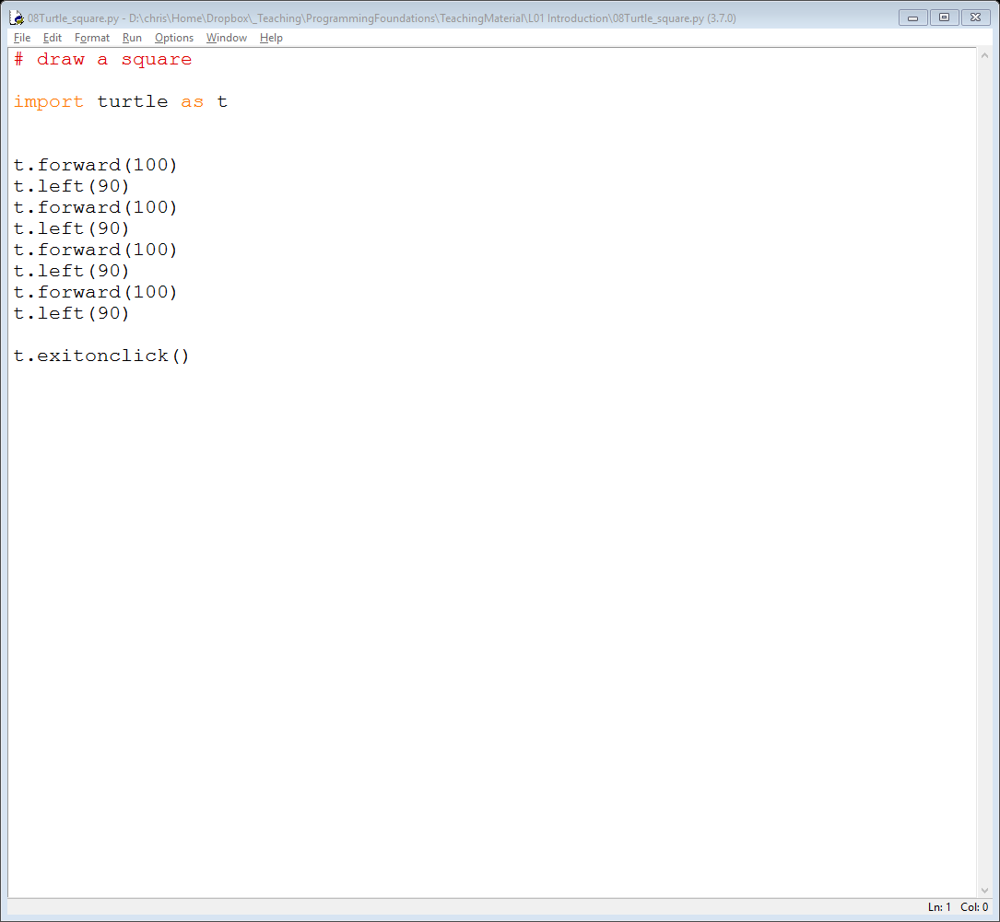 08Turtle_square.py - D:\chris\Home\Dropbox\_Teaching\ProgrammingFoundations\TeachingMaterial\L01 Introduction\08Turtle_square.py (3.7.0)
File Edit Format Run Options Window Help
# draw a square
import turtle as t
t.forward(100)
t.left(90)
t.forward(100)
t.left(90)
t.forward(100)
t.left(90)
t.forward(100)
t.left(90)
t.exitonclick()
Ln: 1 Col: 0